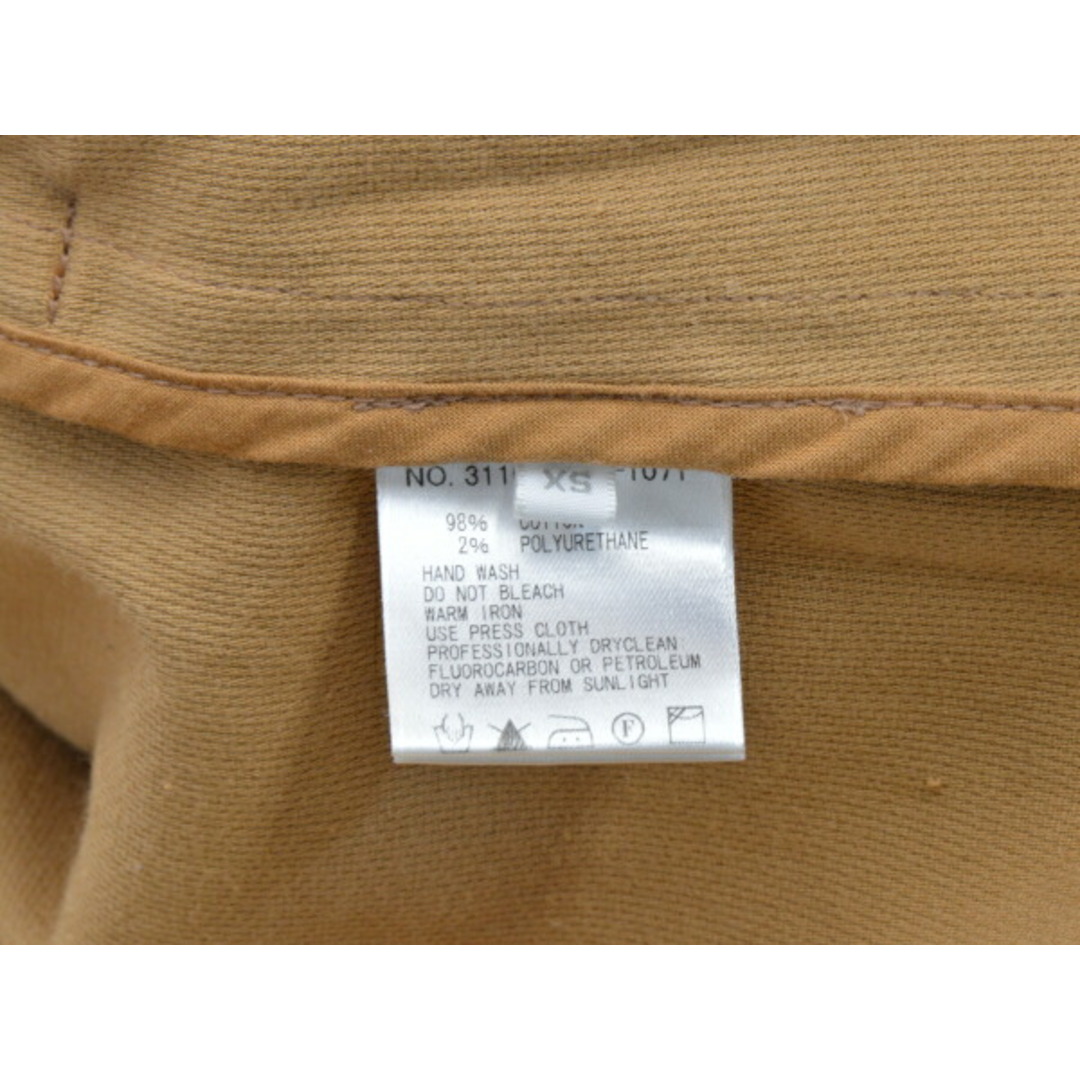 NO. 311 -1071
XS
98% COTTON
2% POLYURETHANE
HAND WASH
DO NOT BLEACH
WARM IRON
USE PRESS CLOTH
PROFESSIONALLY DRYCLEAN
FLUOROCARBON OR PETROLEUM
DRY AWAY FROM SUNLIGHT
F